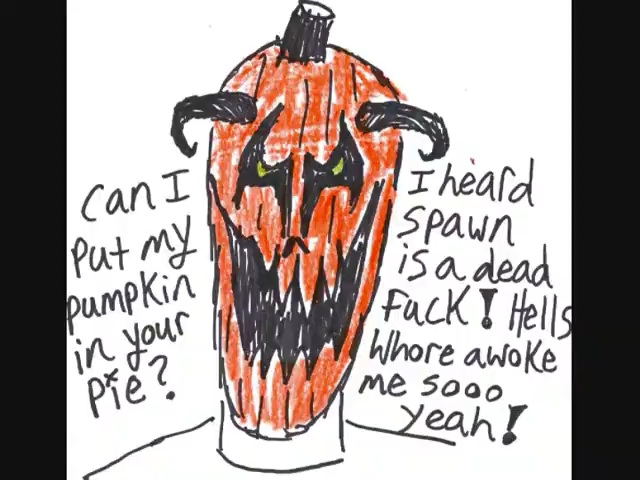 Can I
Put my
pumpkin
in your
pie?
I heard
spawn
is a dead
Fuck! Hells
Whore awoke
me sooo
yeah!